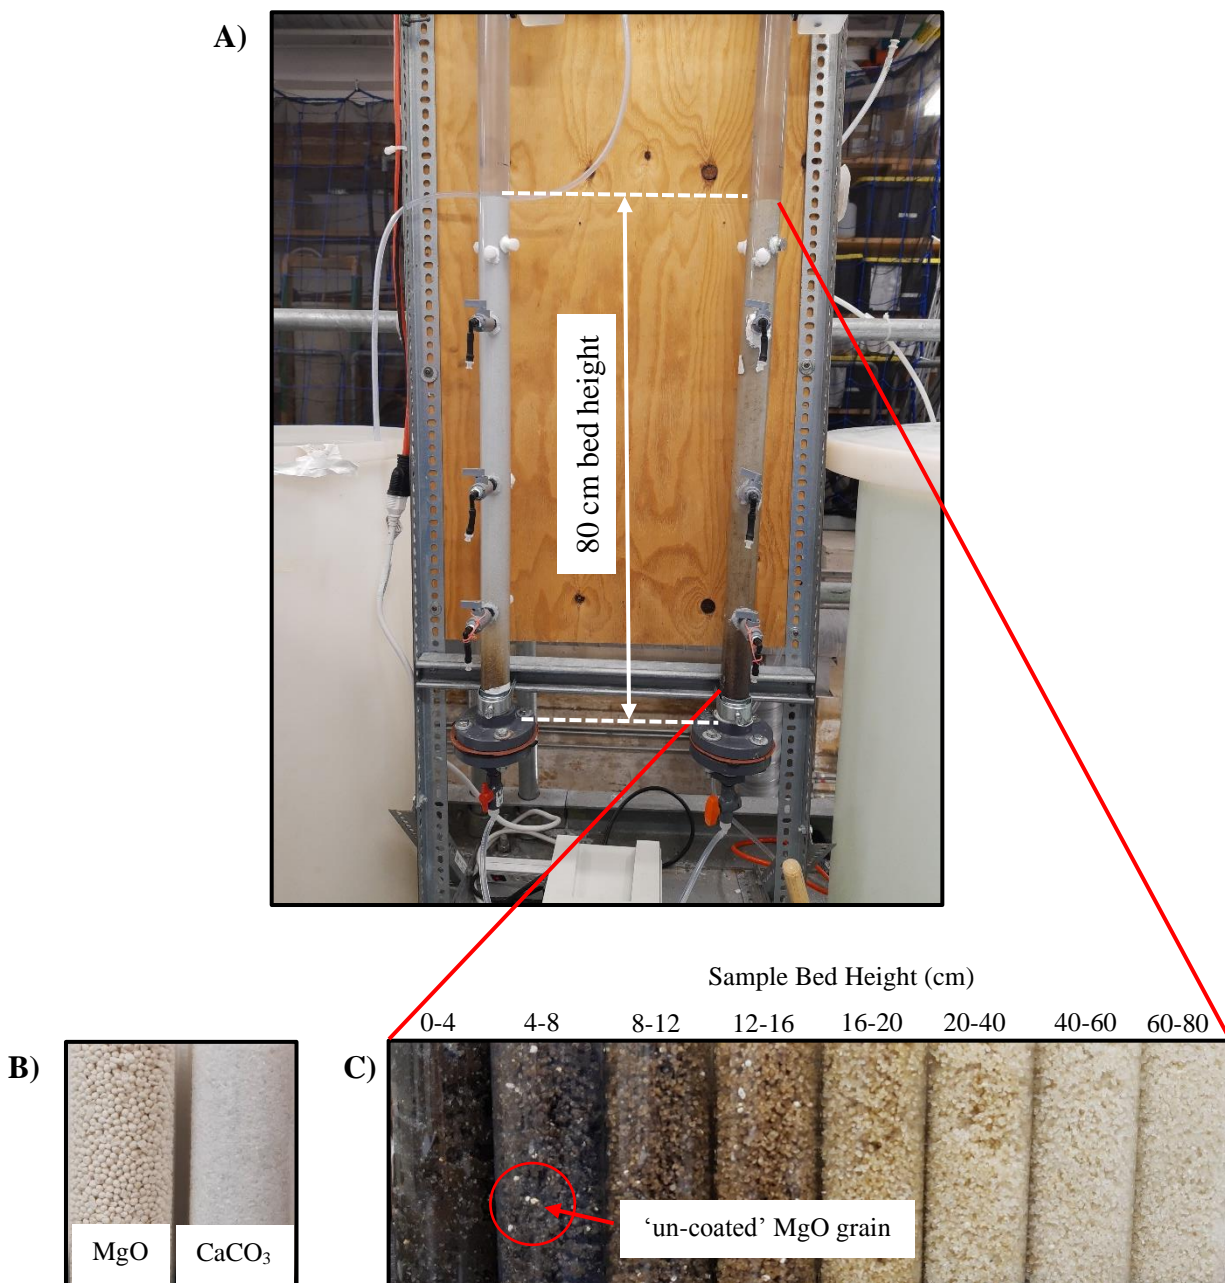 A)
80 cm bed height
Sample Bed Height (cm)
0-4 4-8 8-12 12-16 16-20 20-40 40-60 60-80
B)
C)
MgO
CaCO₃
‘un-coated’ MgO grain